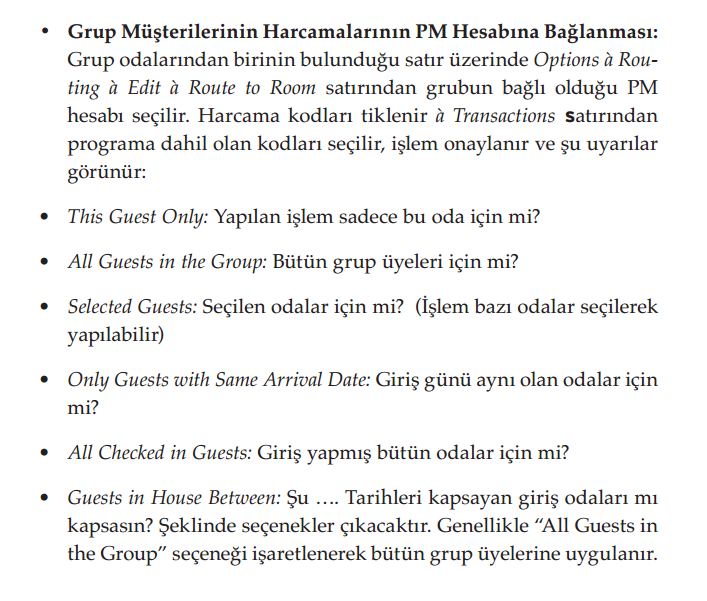 • Grup Müşterilerinin Harcamalarının PM Hesabına Bağlanması:
Grup odalarından birinin bulunduğu satır üzerinde Options à Rou-
ting à Edit à Route to Room satırından grubun bağlı olduğu PM
hesabı seçilir. Harcama kodları tiklenir à Transactions satırından
programa dahil olan kodları seçilir, işlem onaylanır ve şu uyarılar
görünür:
• This Guest Only: Yapılan işlem sadece bu oda için mi?
• All Guests in the Group: Bütün grup üyeleri için mi?
• Selected Guests: Seçilen odalar için mi? (İşlem bazı odalar seçilerek
yapılabilir)
• Only Guests with Same Arrival Date: Giriş günü aynı olan odalar için
mi?
• All Checked in Guests: Giriş yapmış bütün odalar için mi?
• Guests in House Between: Şu …. Tarihleri kapsayan giriş odaları mı
kapsasın? Şeklinde seçenekler çıkacaktır. Genellikle “All Guests in
the Group” seçeneği işaretlenerek bütün grup üyelerine uygulanır.